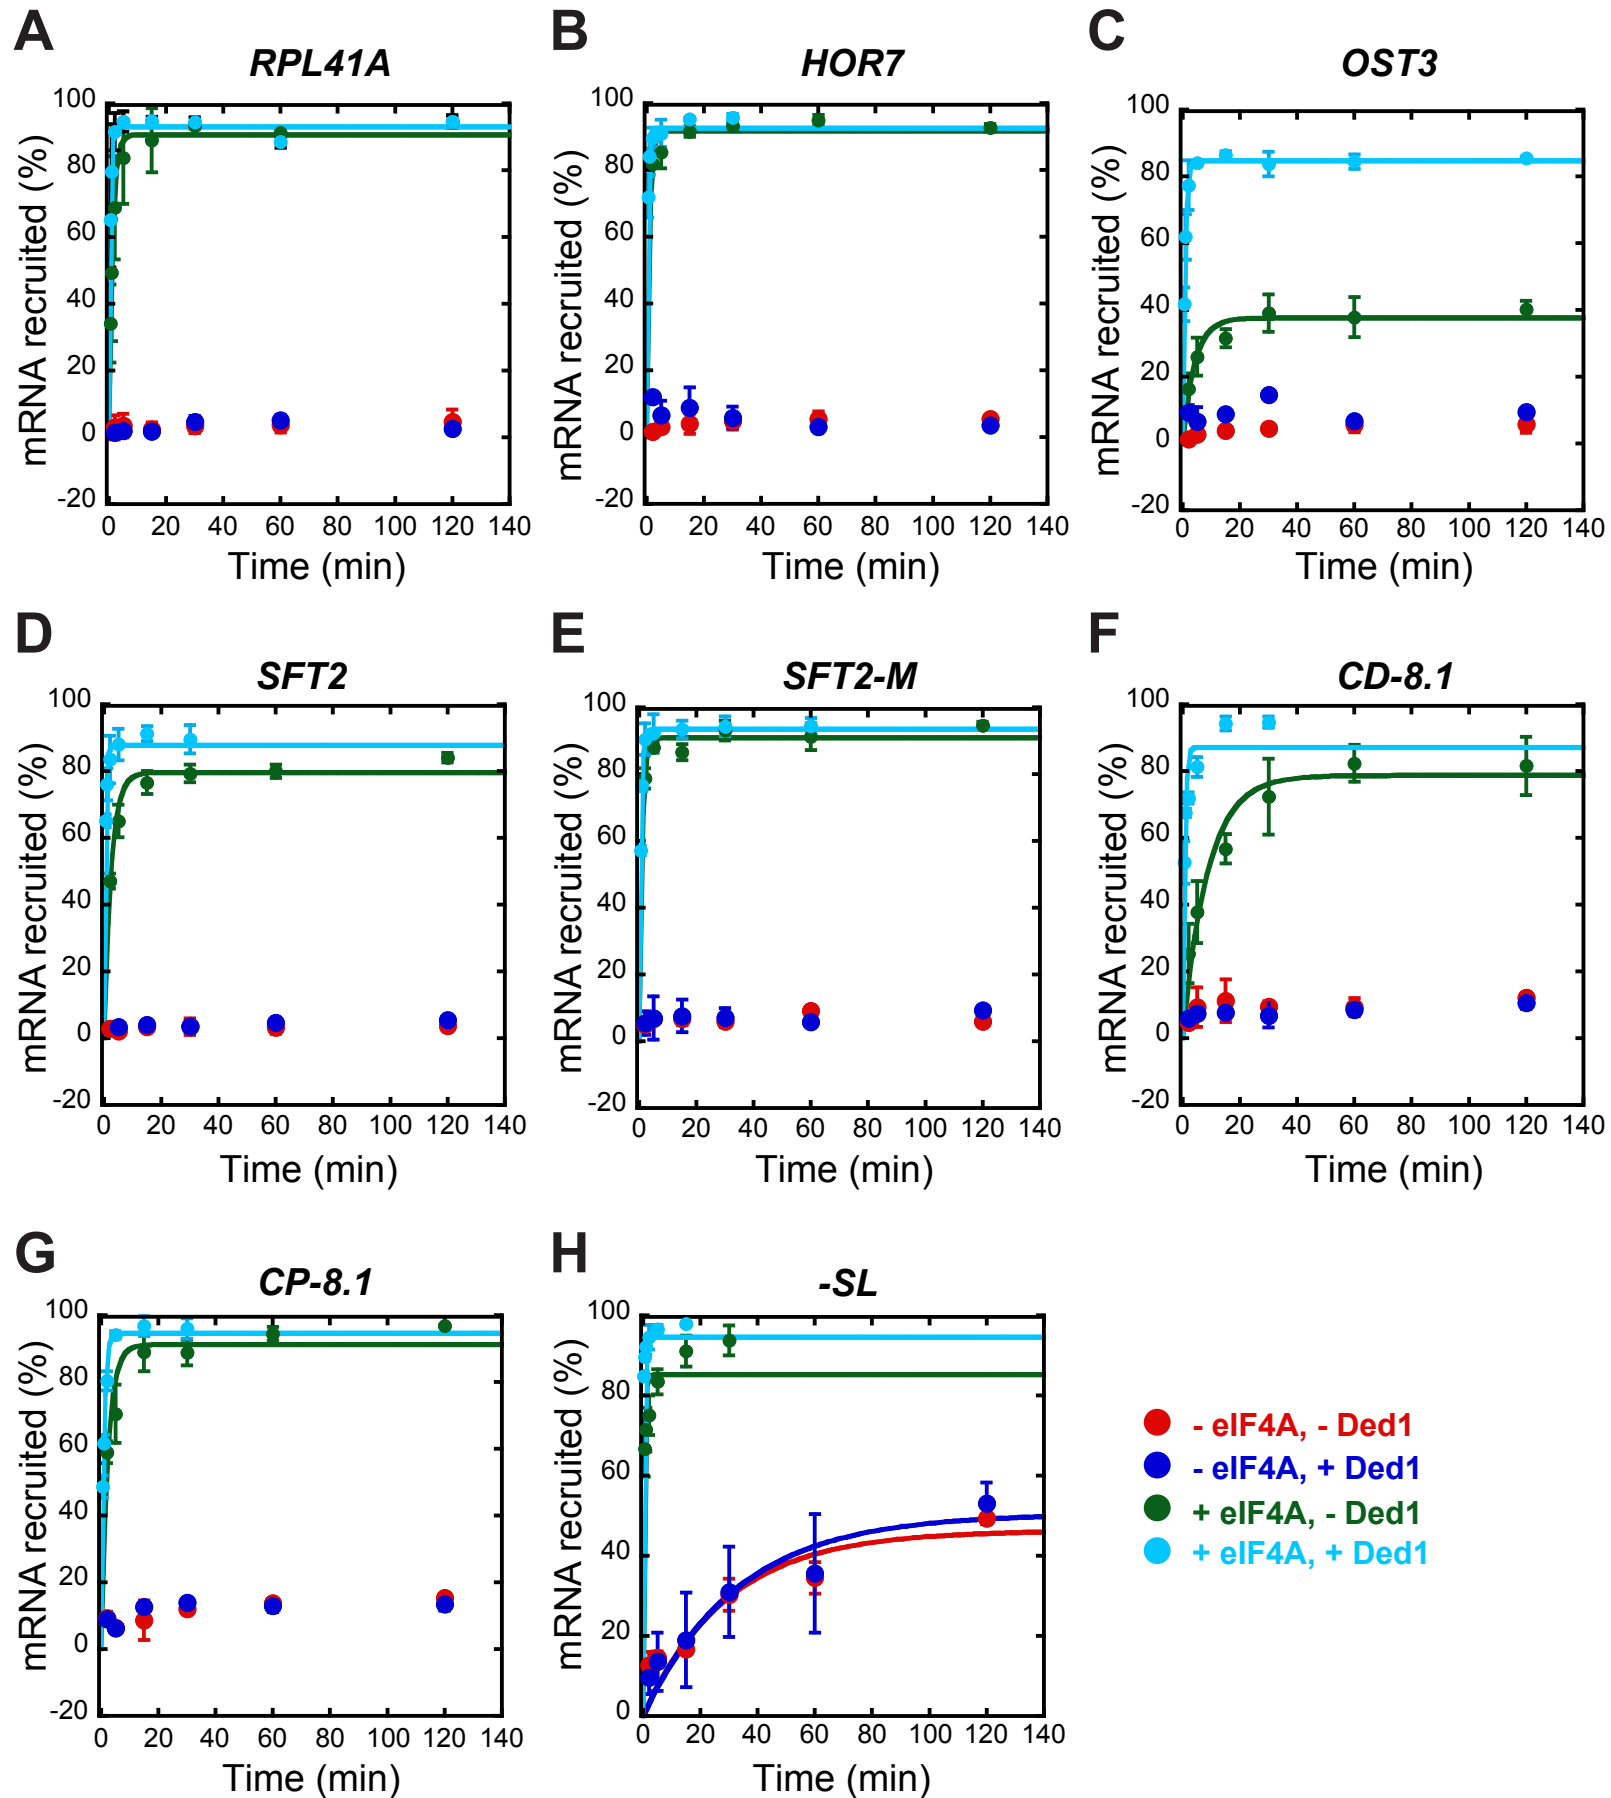 A
RPL41A
mRNA recruited (%)
100
80
60
40
20
0
-20
0 20 40 60 80 100 120 140
Time (min)
B
HOR7
mRNA recruited (%)
100
80
60
40
20
0
-20
0 20 40 60 80 100 120 140
Time (min)
C
OST3
mRNA recruited (%)
100
80
60
40
20
0
-20
0 20 40 60 80 100 120 140
Time (min)
D
SFT2
mRNA recruited (%)
100
80
60
40
20
0
-20
0 20 40 60 80 100 120 140
Time (min)
E
SFT2-M
mRNA recruited (%)
100
80
60
40
20
0
-20
0 20 40 60 80 100 120 140
Time (min)
F
CD-8.1
mRNA recruited (%)
100
80
60
40
20
0
-20
0 20 40 60 80 100 120 140
Time (min)
G
CP-8.1
mRNA recruited (%)
100
80
60
40
20
0
-20
0 20 40 60 80 100 120 140
Time (min)
H
-SL
mRNA recruited (%)
100
80
60
40
20
0
0 20 40 60 80 100 120 140
Time (min)
- eIF4A, - Ded1
- eIF4A, + Ded1
+ eIF4A, - Ded1
+ eIF4A, + Ded1